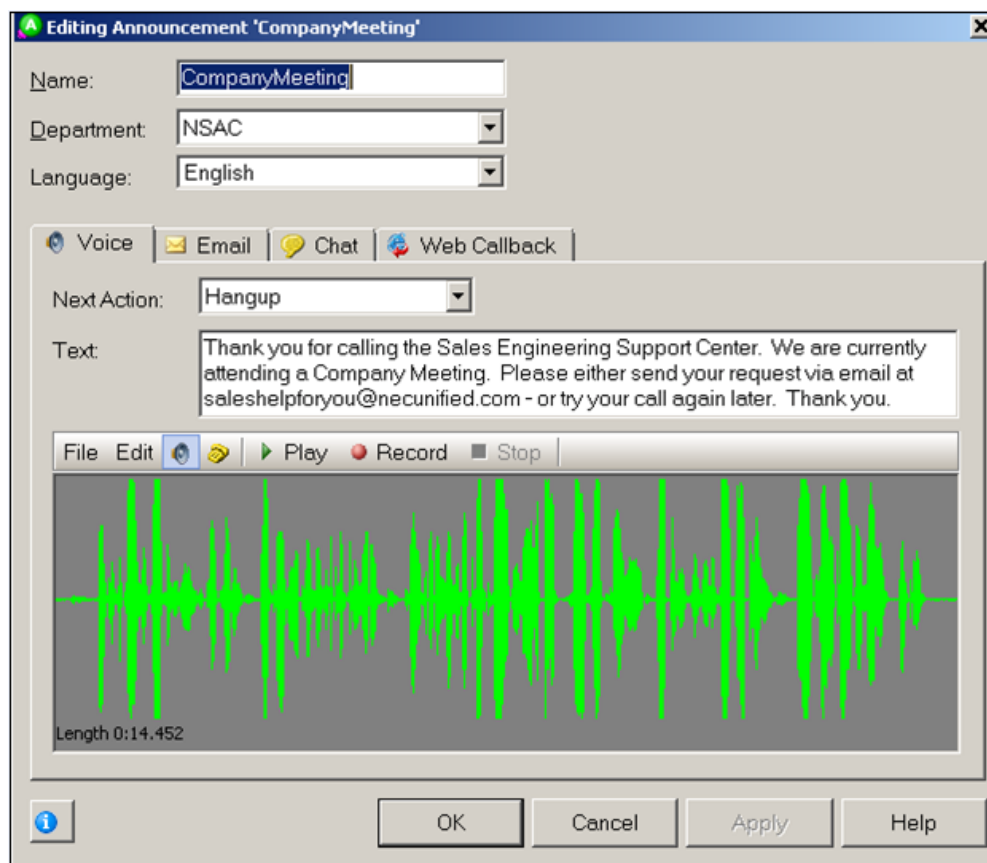 Editing Announcement 'CompanyMeeting'
Name: CompanyMeeting
Department: NSAC
Language: English
Voice Email Chat Web Callback
Next Action: Hangup
Text: Thank you for calling the Sales Engineering Support Center. We are currently
attending a Company Meeting. Please either send your request via email at
saleshelpforyou@necunified.com - or try your call again later. Thank you.
File Edit Play Record Stop
Length 0:14.452
OK Cancel Apply Help